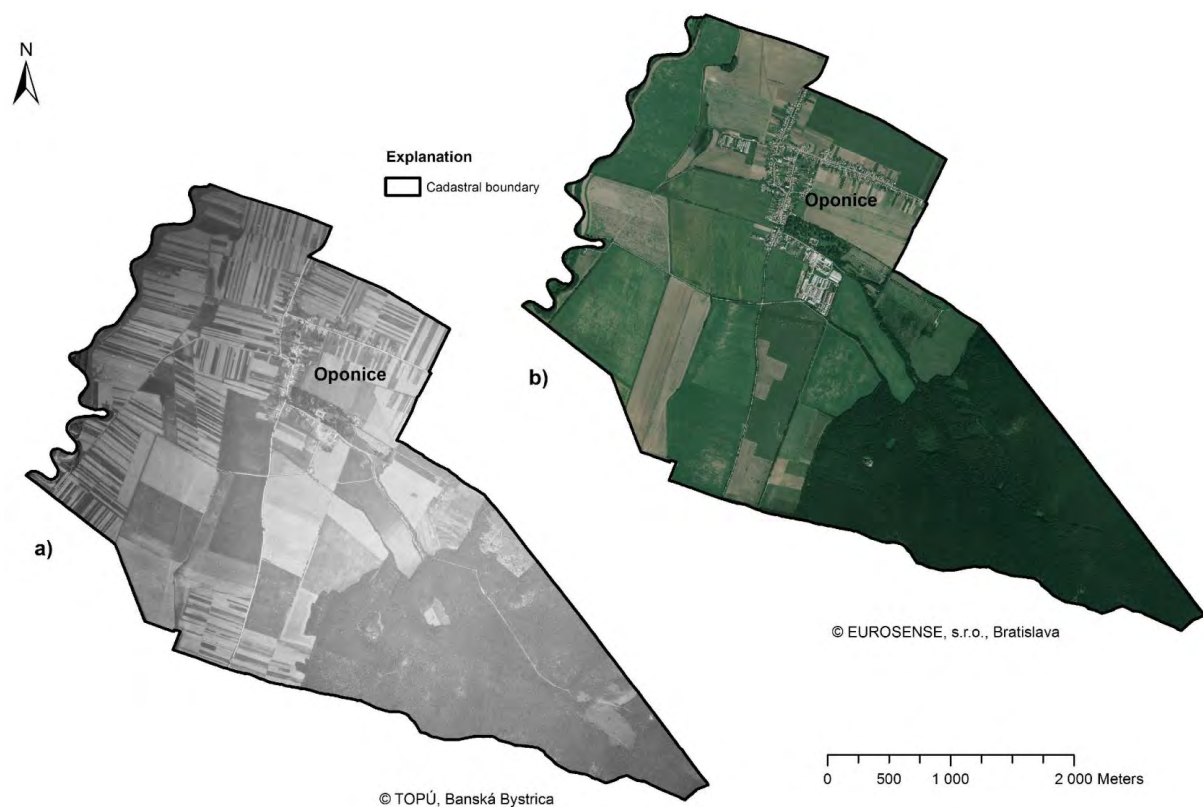 N
Explanation
Cadastral boundary
Oponice
b)
Oponice
a)
© EUROSENSE, s.r.o., Bratislava
0 500 1 000 2 000 Meters
© TOPÚ, Banská Bystrica